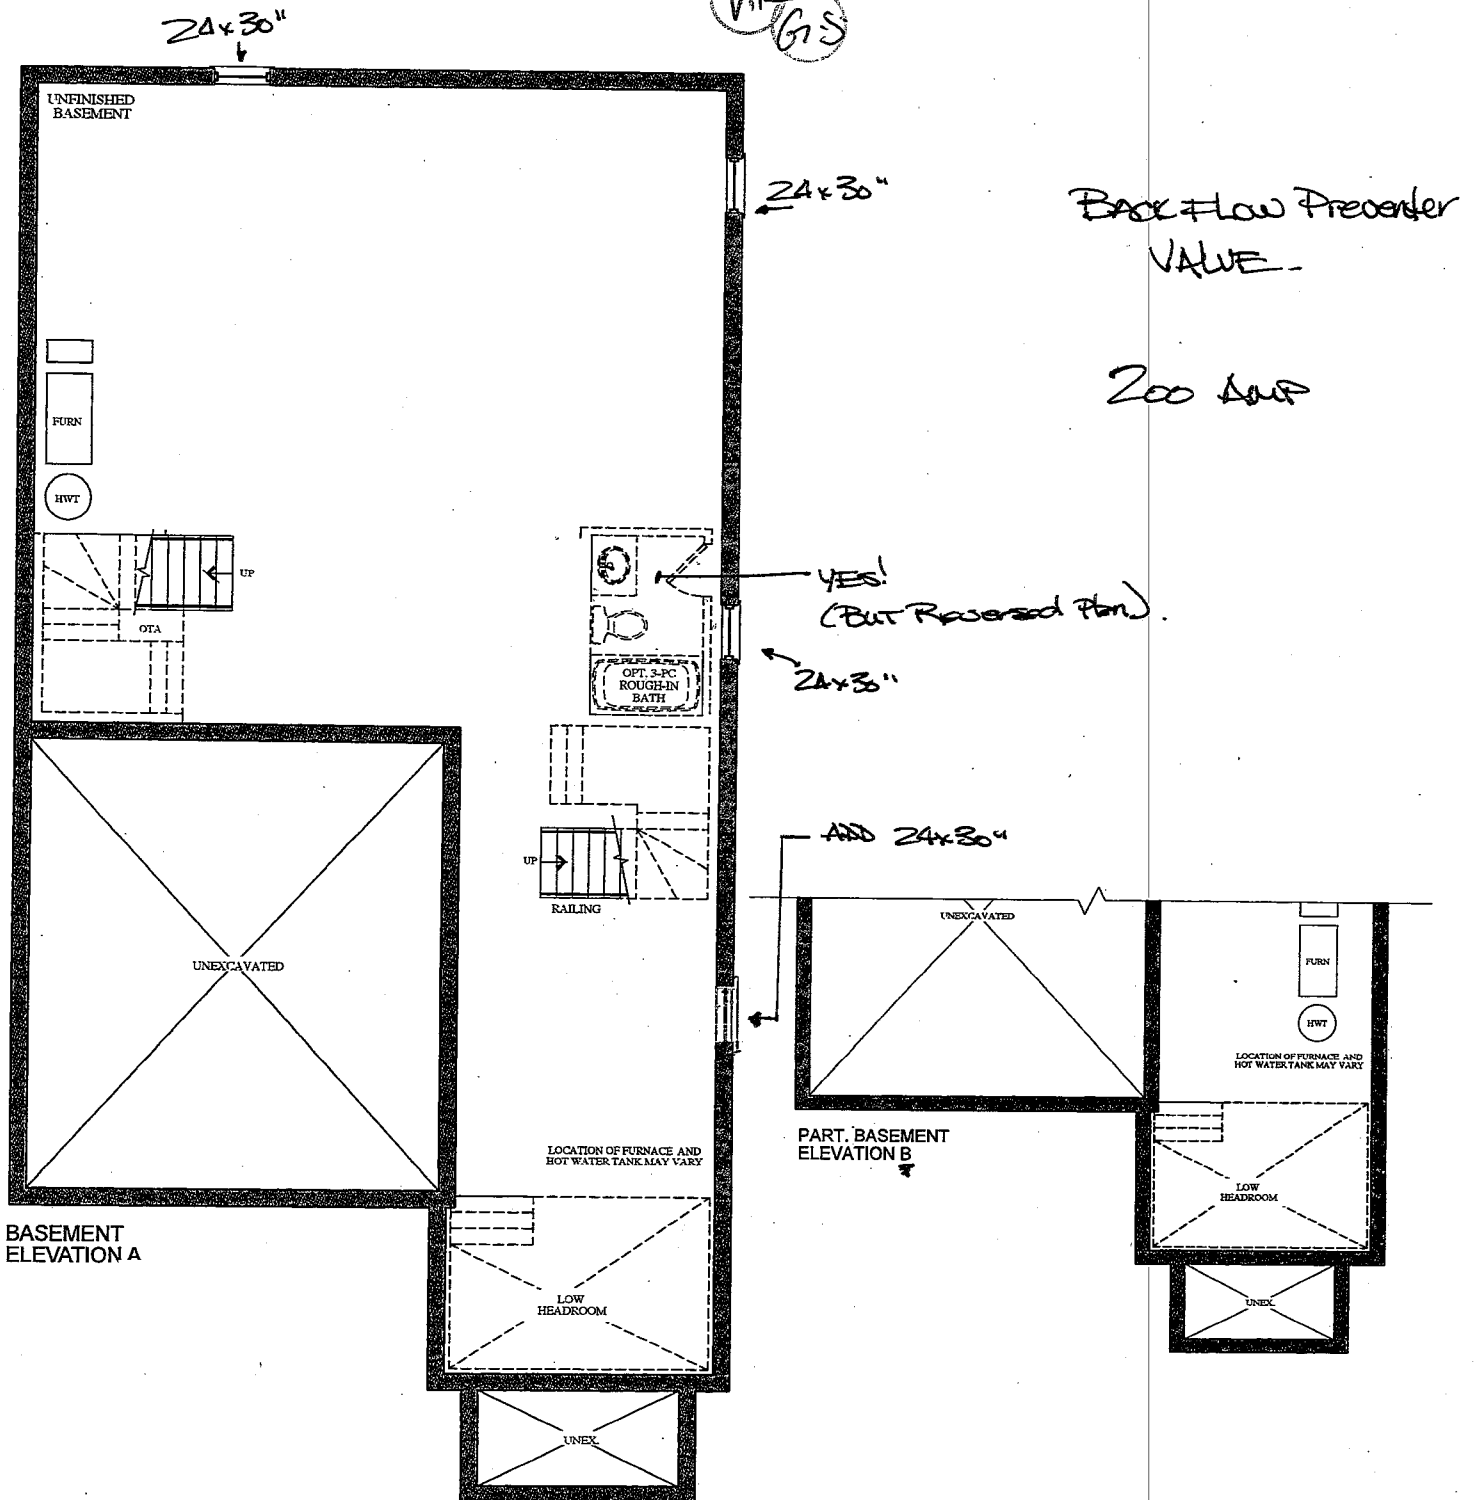 24x30"
G.S
UNFINISHED
BASEMENT
24x30"
BACKFLOW Preventer
VALUE
200 AMP
FURN
HWT
UP
OTA
YES!
(BUT Reversed Plan).
24x30"
OPT. 3-PC
ROUGH-IN
BATH
ADD 24x30"
UP
RAILING
UNEXCAVATED
UNEXCAVATED
FURN
HWT
LOCATION OF FURNACE AND
HOT WATER TANK MAY VARY
LOCATION OF FURNACE AND
HOT WATER TANK MAY VARY
PART. BASEMENT
ELEVATION B
LOW
HEADROOM
BASEMENT
ELEVATION A
LOW
HEADROOM
UNEX.
UNEX.